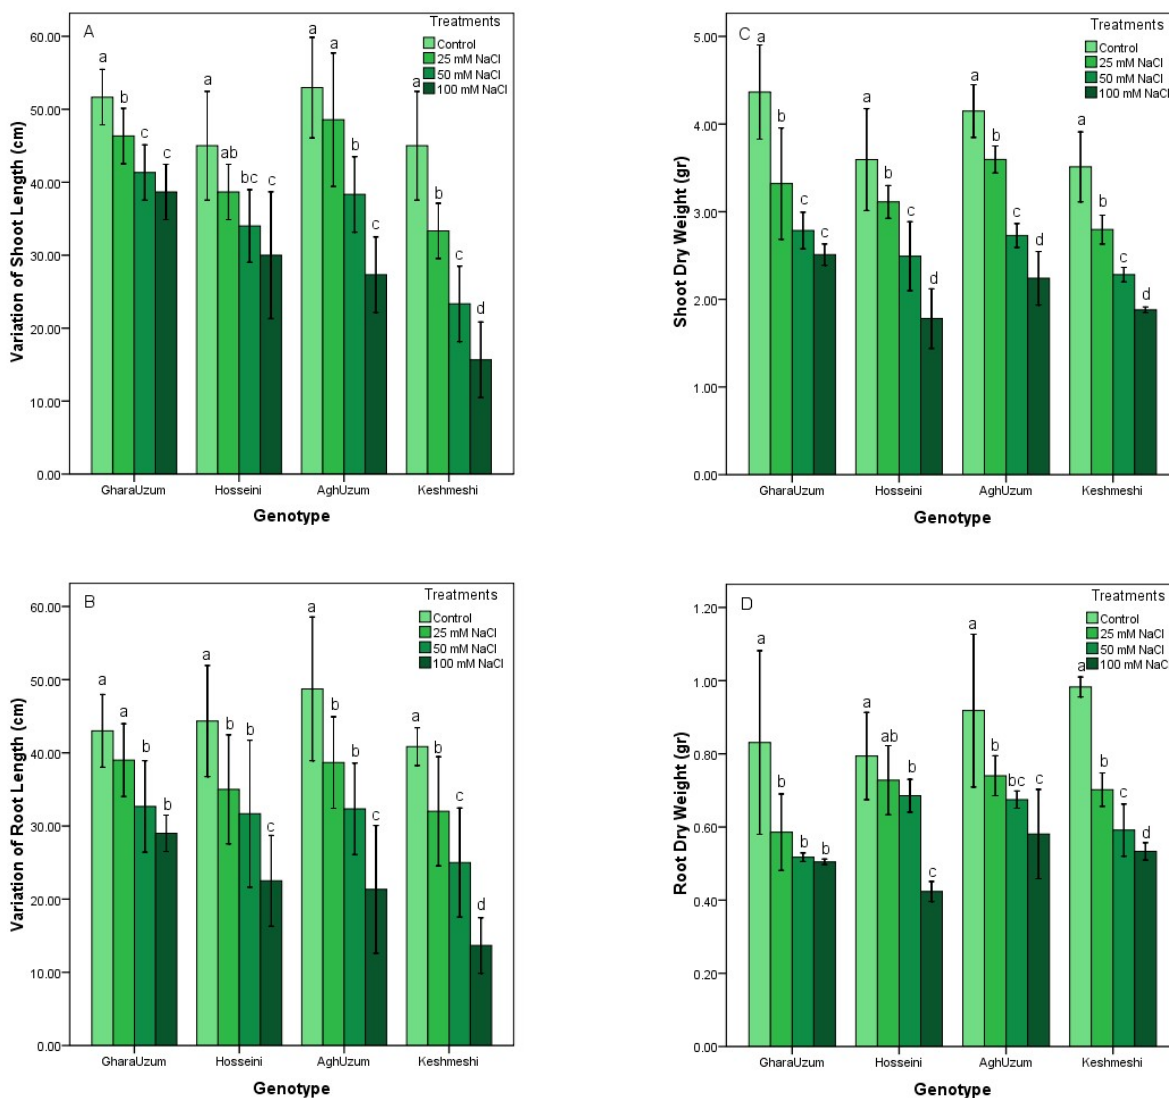 A
Treatments
Control
25 mM NaCl
50 mM NaCl
100 mM NaCl
Variation of Shoot Length (cm)
60.00
50.00
40.00
30.00
20.00
10.00
0.00
a
b
c
c
a
ab
bc
c
a
a
b
c
a
b
c
d
GharaUzum
Hosseini
AghUzum
Keshmeshi
Genotype
C
Treatments
Control
25 mM NaCl
50 mM NaCl
100 mM NaCl
Shoot Dry Weight (gr)
5.00
4.00
3.00
2.00
1.00
0.00
a
b
c
c
a
b
c
d
a
b
c
d
a
b
c
d
GharaUzum
Hosseini
AghUzum
Keshmeshi
Genotype
B
Treatments
Control
25 mM NaCl
50 mM NaCl
100 mM NaCl
Variation of Root Length (cm)
60.00
50.00
40.00
30.00
20.00
10.00
0.00
a
a
b
b
a
b
b
c
a
b
b
c
a
b
c
d
GharaUzum
Hosseini
AghUzum
Keshmeshi
Genotype
D
Treatments
Control
25 mM NaCl
50 mM NaCl
100 mM NaCl
Root Dry Weight (gr)
1.20
1.00
0.80
0.60
0.40
0.20
0.00
a
b
b
b
a
ab
b
c
a
b
bc
c
a
b
c
d
GharaUzum
Hosseini
AghUzum
Keshmeshi
Genotype